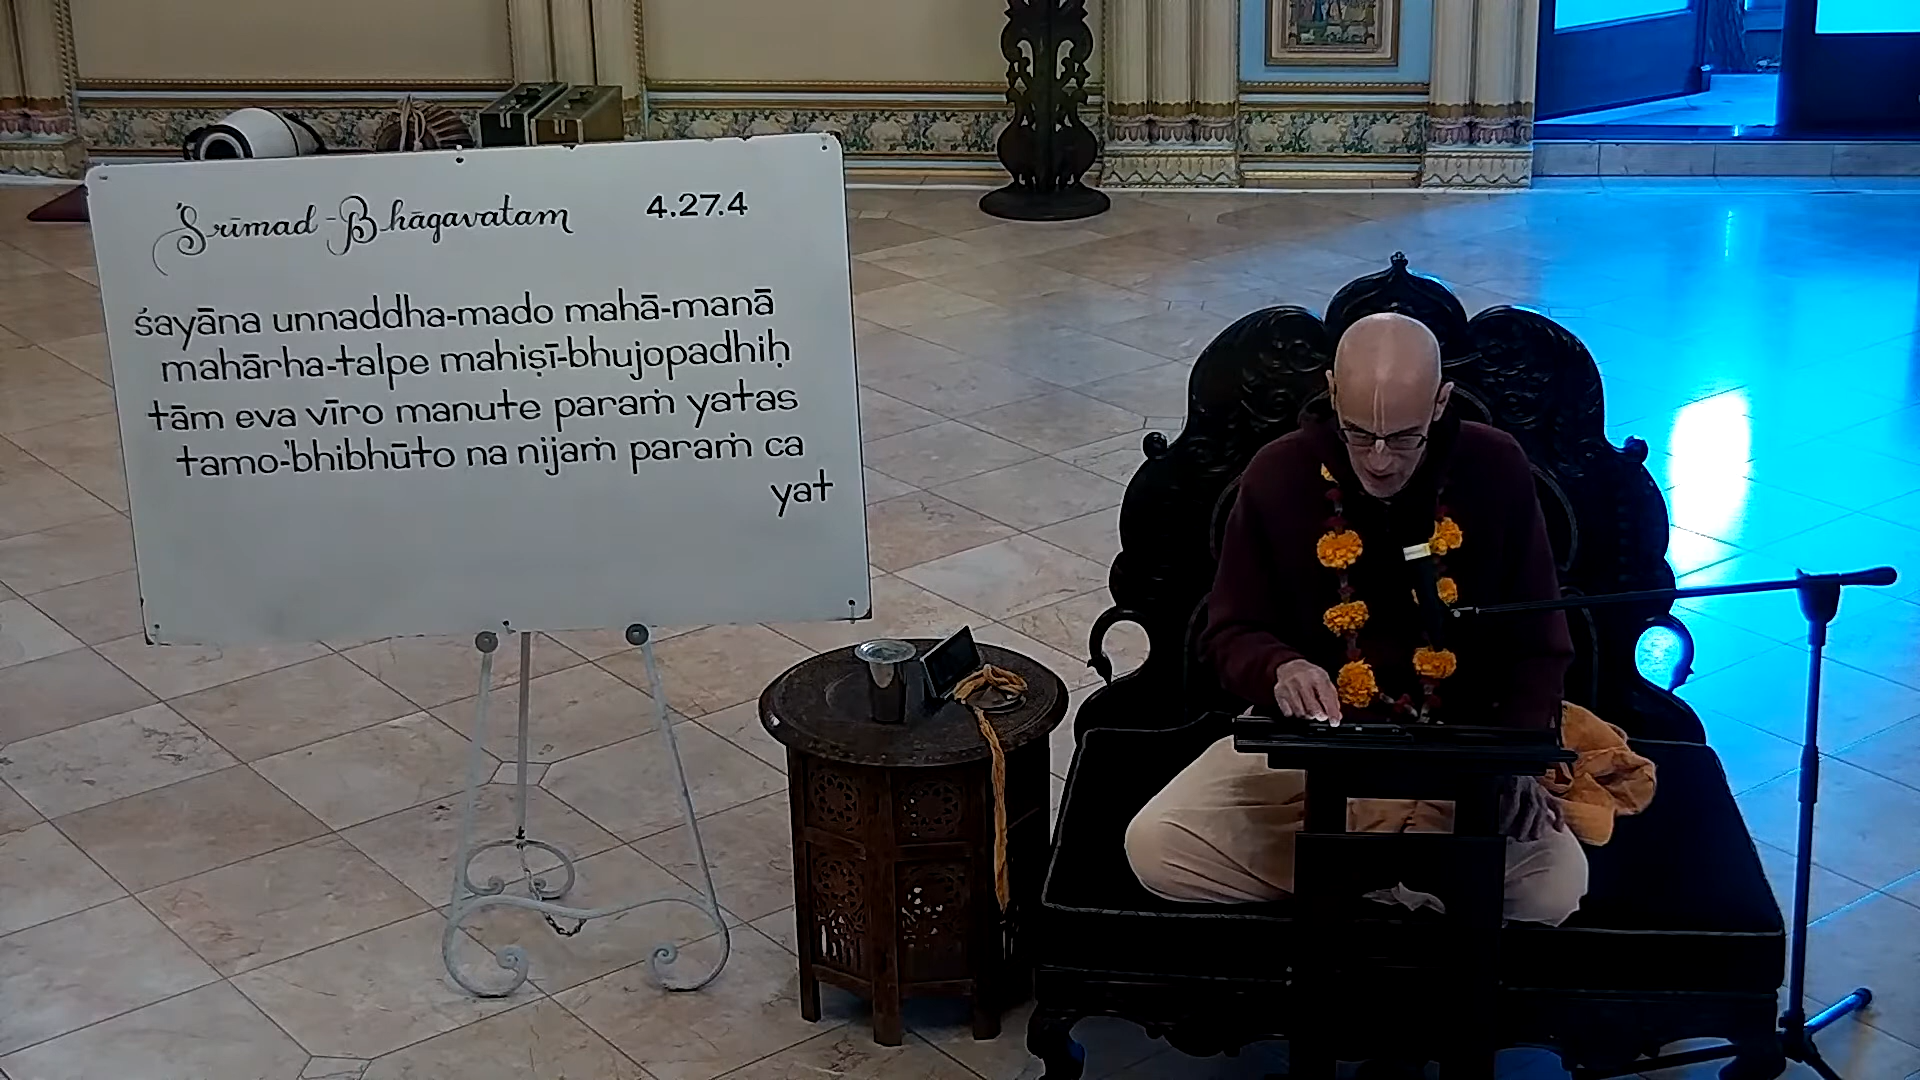 Śrīmad-Bhāgavatam 4.27.4
śayāna unnaddha-mado mahā-manā
mahārha-talpe mahiṣī-bhujopadhiḥ
tām eva vīro manute paraṁ yatas
tamo-'bhibhūto na nijaṁ paraṁ ca
yat